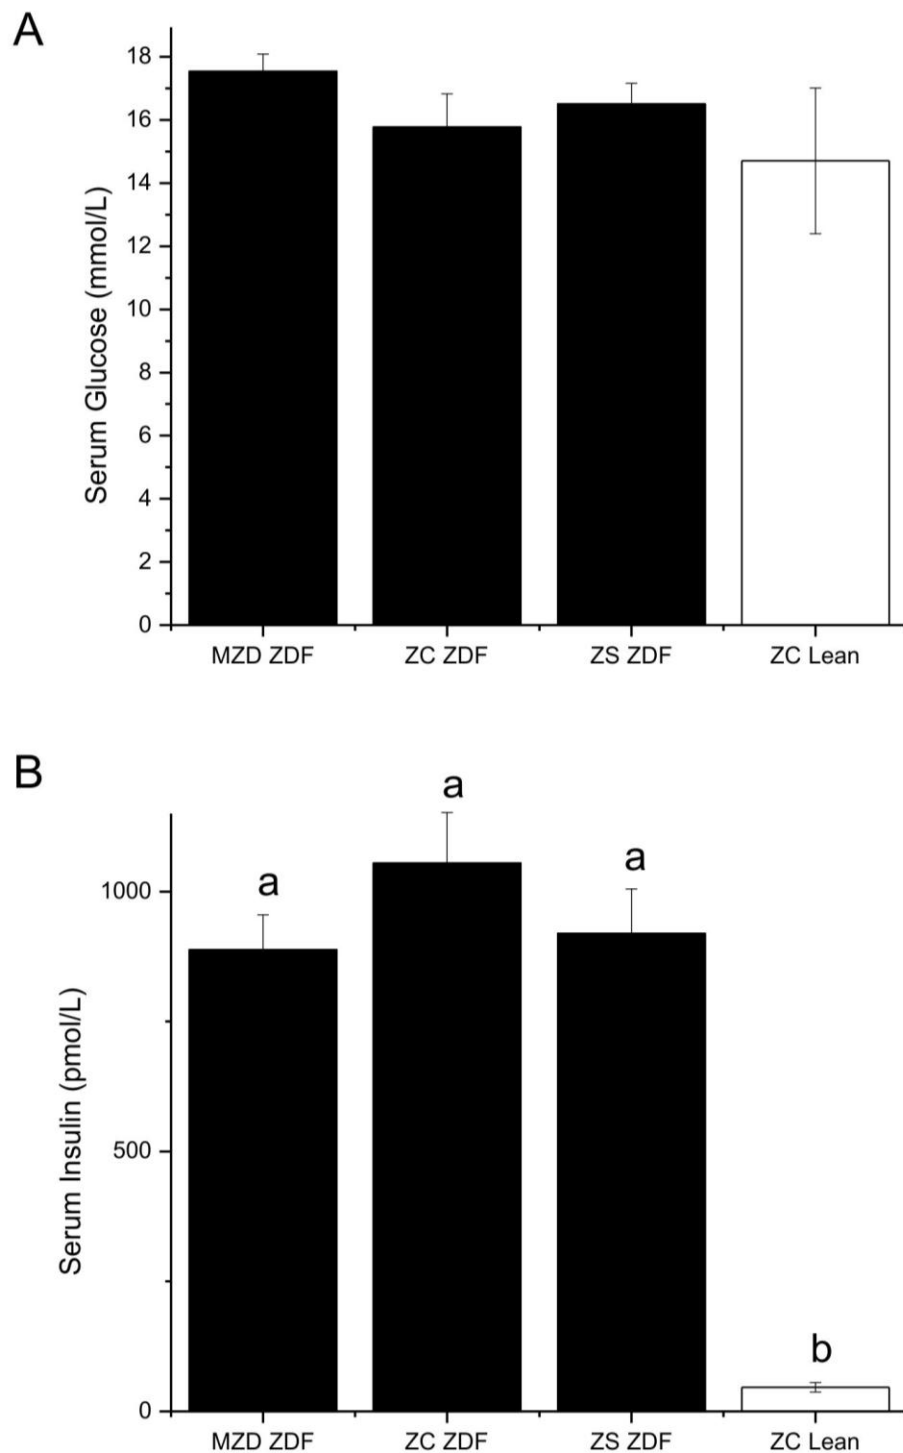 A
Serum Glucose (mmol/L)
18
16
14
12
10
8
6
4
2
0
MZD ZDF
ZC ZDF
ZS ZDF
ZC Lean
B
Serum Insulin (pmol/L)
1000
500
0
a
a
a
b
MZD ZDF
ZC ZDF
ZS ZDF
ZC Lean